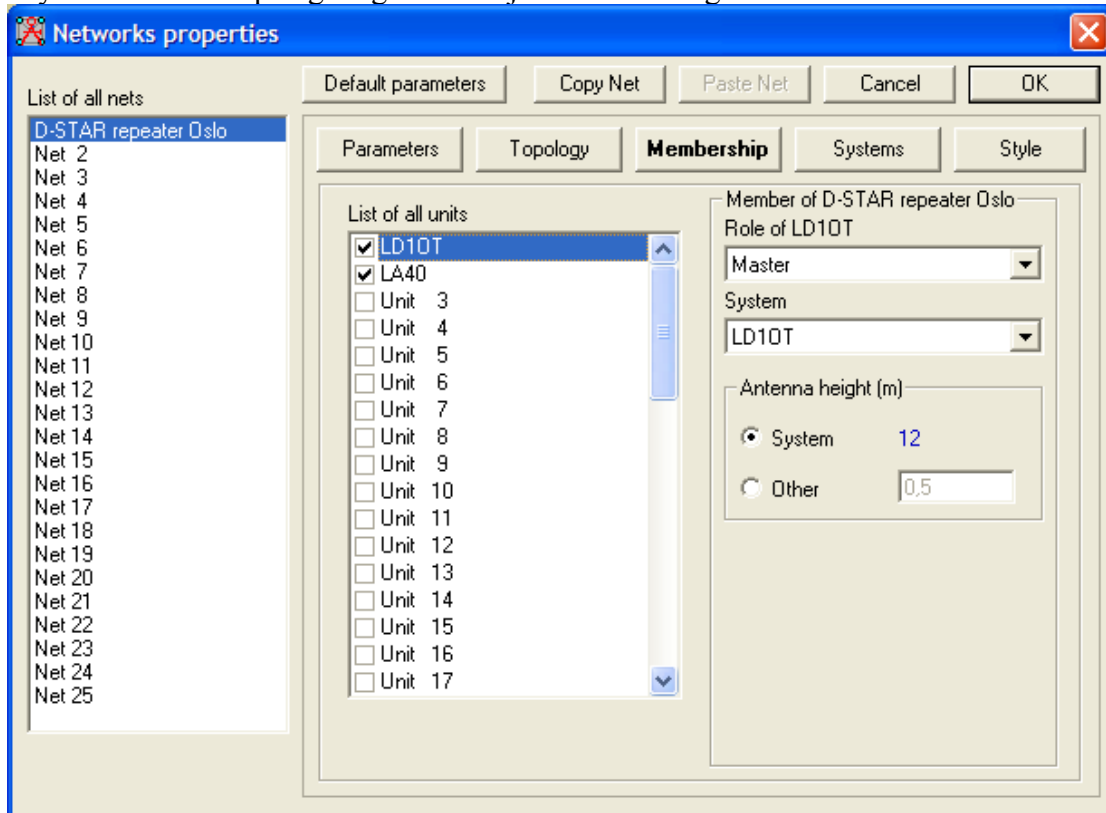 Networks properties
Default parameters
Copy Net
Paste Net
Cancel
OK
List of all nets
D-STAR repeater Oslo
Net 2
Net 3
Net 4
Net 5
Net 6
Net 7
Net 8
Net 9
Net 10
Net 11
Net 12
Net 13
Net 14
Net 15
Net 16
Net 17
Net 18
Net 19
Net 20
Net 21
Net 22
Net 23
Net 24
Net 25
Parameters
Topology
Membership
Systems
Style
List of all units
LD1OT
LA40
Unit 3
Unit 4
Unit 5
Unit 6
Unit 7
Unit 8
Unit 9
Unit 10
Unit 11
Unit 12
Unit 13
Unit 14
Unit 15
Unit 16
Unit 17
Member of D-STAR repeater Oslo
Role of LD1OT
Master
System
LD1OT
Antenna height (m)
System 12
Other 0,5